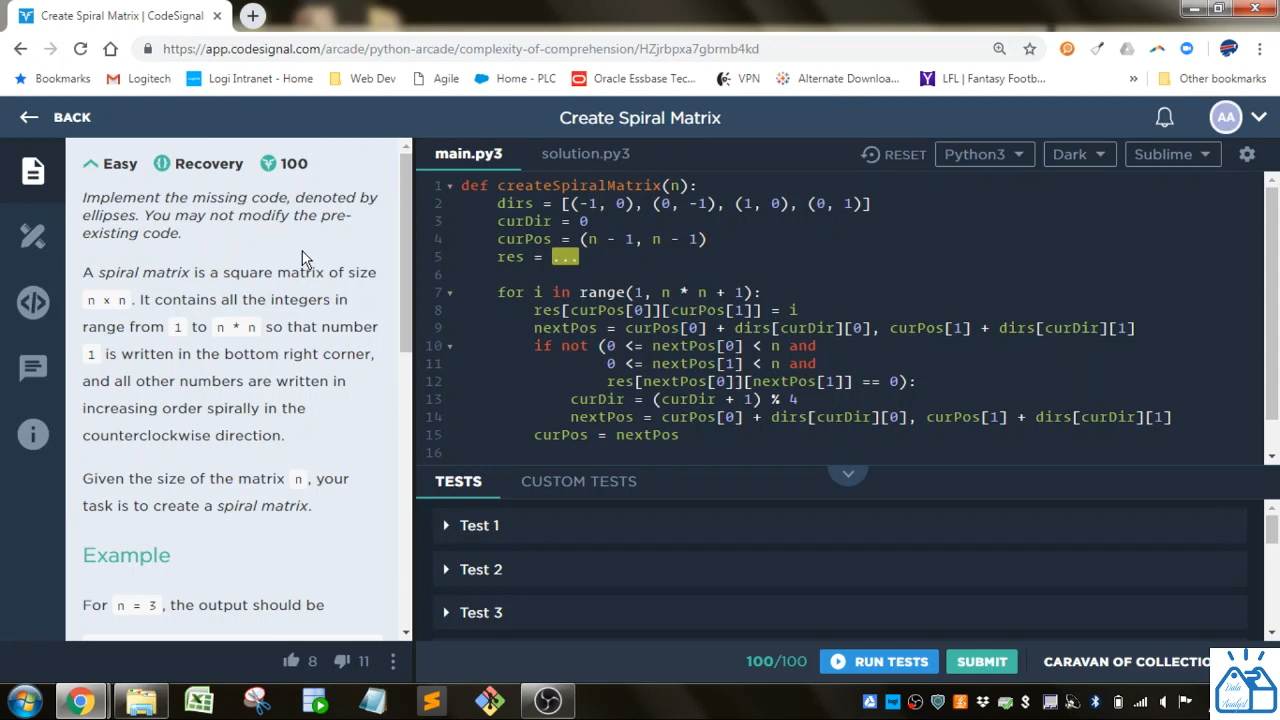 Create Spiral Matrix | CodeSignal
https://app.codesignal.com/arcade/python-arcade/complexity-of-comprehension/HZjrbpxa7gbrmb4kd
Bookmarks Logitech Logi Intranet - Home Web Dev Agile Home - PLC Oracle Essbase Tec... VPN Alternate Downloa... LFL | Fantasy Footb... » Other bookmarks
BACK Create Spiral Matrix AA
Easy Recovery 100
Implement the missing code, denoted by
ellipses. You may not modify the pre-
existing code.
A spiral matrix is a square matrix of size
n x n. It contains all the integers in
range from 1 to n * n so that number
1 is written in the bottom right corner,
and all other numbers are written in
increasing order spirally in the
counterclockwise direction.
Given the size of the matrix n, your
task is to create a spiral matrix.
Example
For n = 3, the output should be
8 11
main.py3 solution.py3 RESET Python3 Dark Sublime
1 def createSpiralMatrix(n):
2 dirs = [(-1, 0), (0, -1), (1, 0), (0, 1)]
3 curDir = 0
4 curPos = (n - 1, n - 1)
5 res = ...
6
7 for i in range(1, n * n + 1):
8 res[curPos[0]][curPos[1]] = i
9 nextPos = curPos[0] + dirs[curDir][0], curPos[1] + dirs[curDir][1]
10 if not (0 <= nextPos[0] < n and
11 0 <= nextPos[1] < n and
12 res[nextPos[0]][nextPos[1]] == 0):
13 curDir = (curDir + 1) % 4
14 nextPos = curPos[0] + dirs[curDir][0], curPos[1] + dirs[curDir][1]
15 curPos = nextPos
16
TESTS CUSTOM TESTS
Test 1
Test 2
Test 3
100/100 RUN TESTS SUBMIT CARAVAN OF COLLECTIO
Data
Analyst